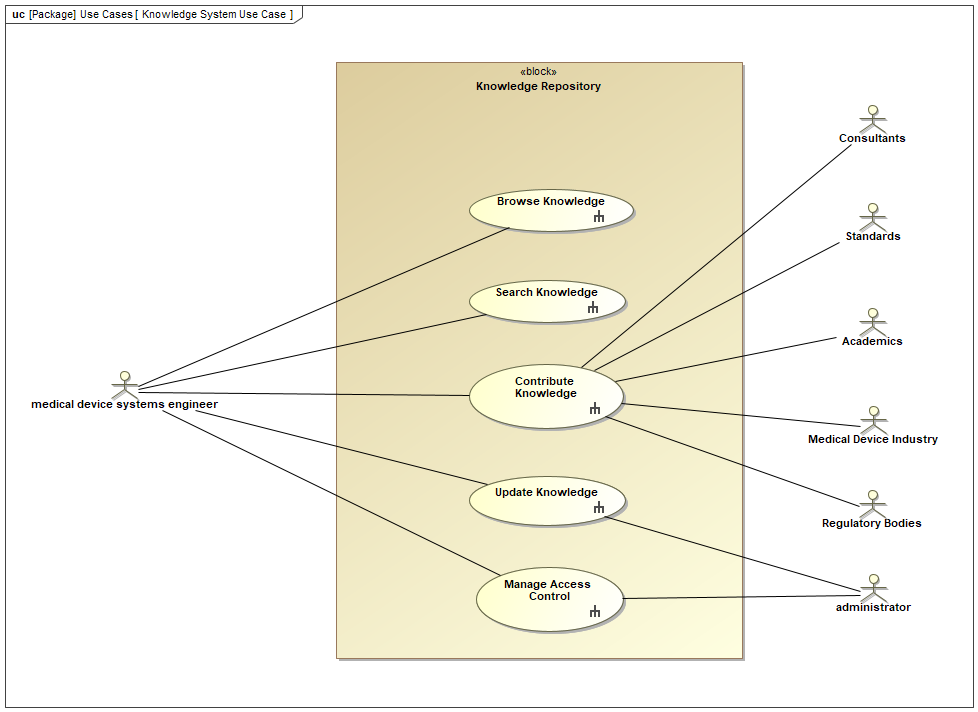 uc [Package] Use Cases [ Knowledge System Use Case ]
«block»
Knowledge Repository
Consultants
Browse Knowledge
Standards
Search Knowledge
Academics
Contribute
Knowledge
medical device systems engineer
Medical Device Industry
Update Knowledge
Regulatory Bodies
Manage Access
Control
administrator